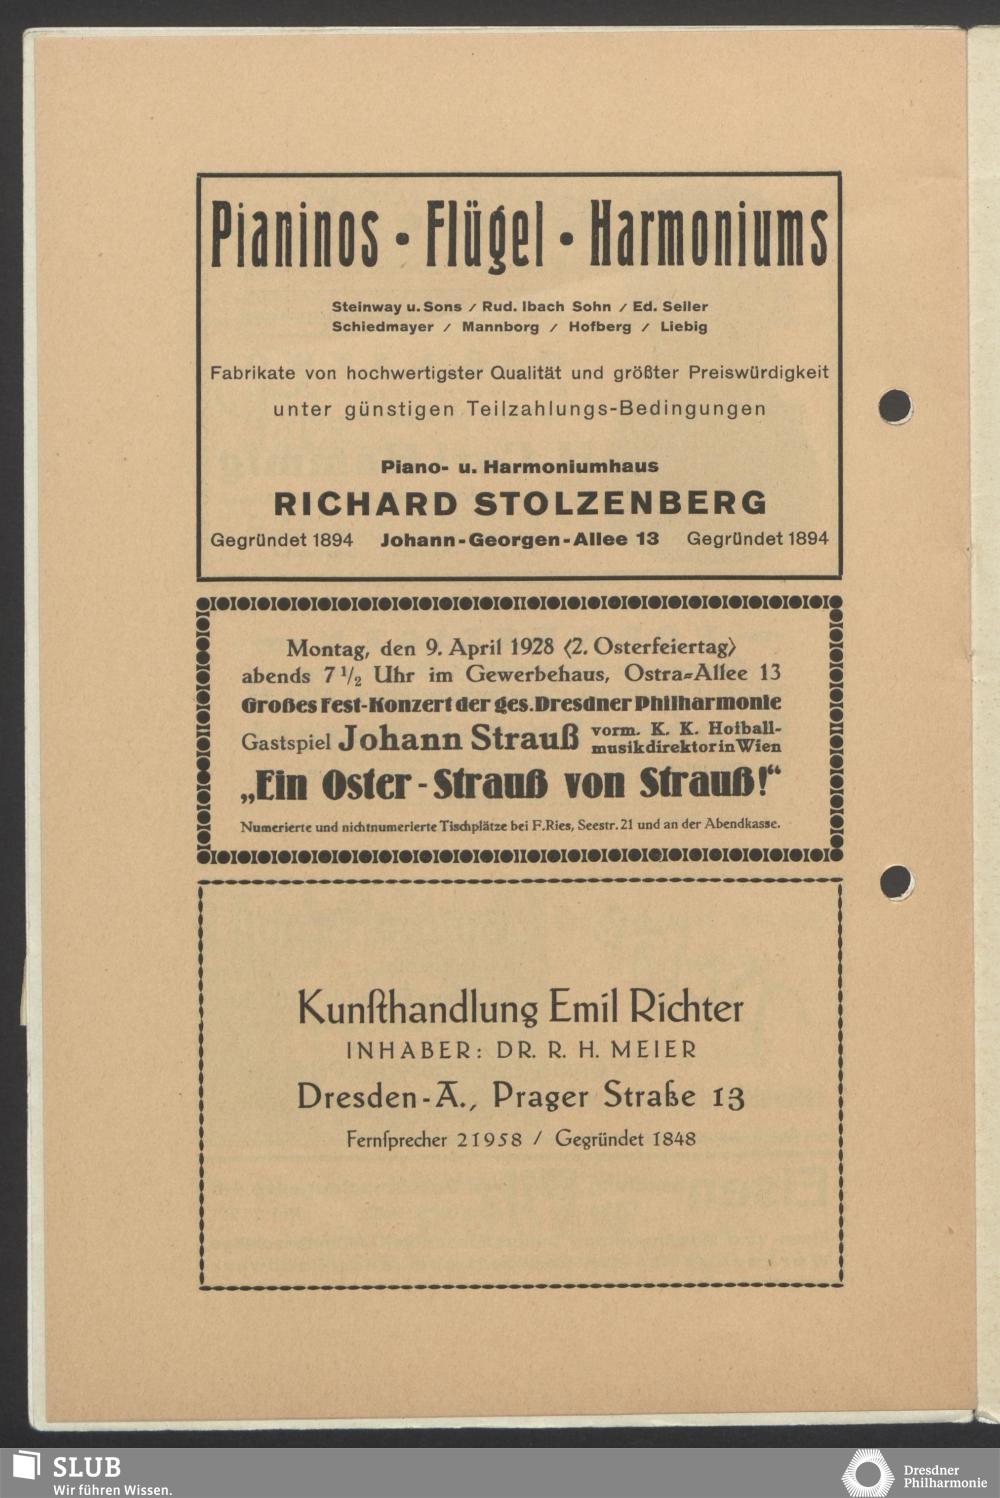 Pianinos • Flügel • Harmoniums
Steinway u. Sons / Rud. Ibach Sohn / Ed. Seiler
Schiedmayer / Mannborg / Hofberg / Liebig
Fabrikate von hochwertigster Qualität und größter Preiswürdigkeit
unter günstigen Teilzahlungs-Bedingungen
Piano- u. Harmoniumhaus
RICHARD STOLZENBERG
Gegründet 1894 Johann-Georgen-Allee 13 Gegründet 1894
Montag, den 9. April 1928 (2. Osterfeiertag)
abends 7 1/2 Uhr im Gewerbehaus, Ostra-Allee 13
Großes Fest-Konzert der ges. Dresdner Philharmonie
Gastspiel Johann Strauß vorm. K. K. Hofball-
musikdirektor in Wien
„Ein Oster-Strauß von Strauß!“
Numerierte und nichtnumerierte Tischplätze bei F. Ries, Seestr. 21 und an der Abendkasse.
Kunſthandlung Emil Richter
INHABER: DR. R. H. MEIER
Dresden-A., Prager Straße 13
Fernſprecher 21958 / Gegründet 1848
SLUB
Wir führen Wissen.
Dresdner
Philharmonie